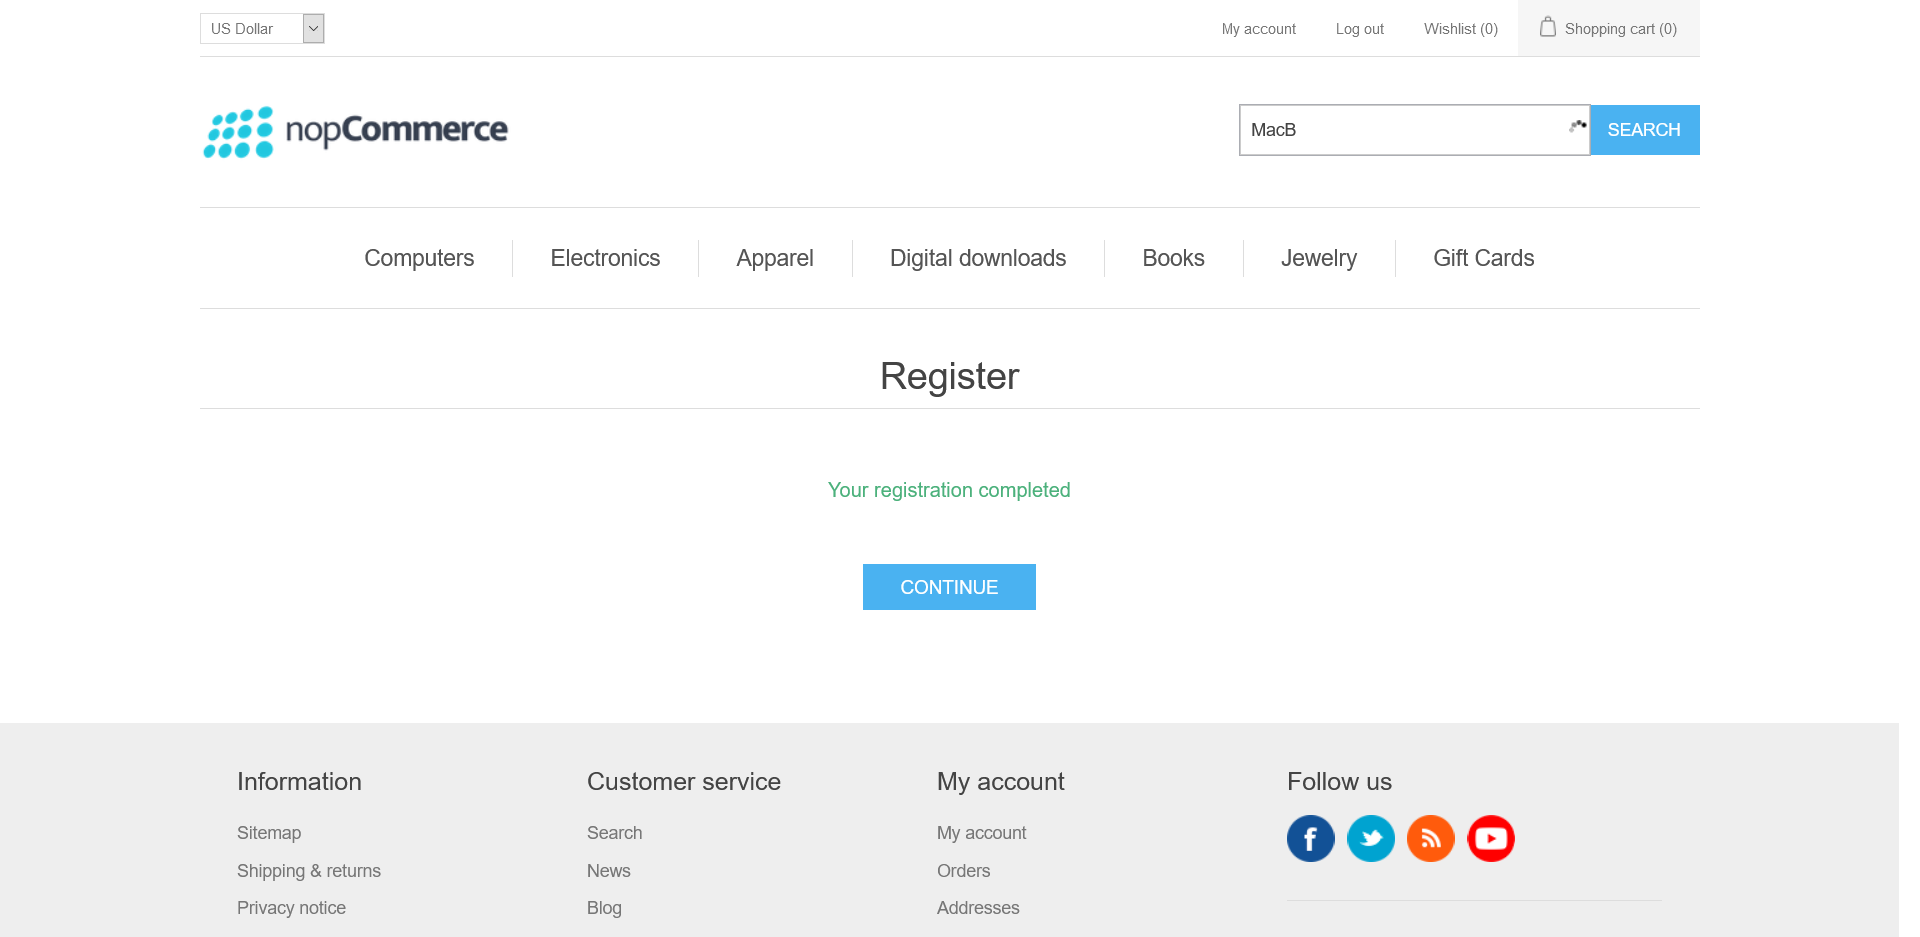 US Dollar
My account
Log out
Wishlist (0)
Shopping cart (0)
nopCommerce
MacB
SEARCH
Computers
Electronics
Apparel
Digital downloads
Books
Jewelry
Gift Cards
Register
Your registration completed
CONTINUE
Information
Sitemap
Shipping & returns
Privacy notice
Customer service
Search
News
Blog
My account
My account
Orders
Addresses
Follow us